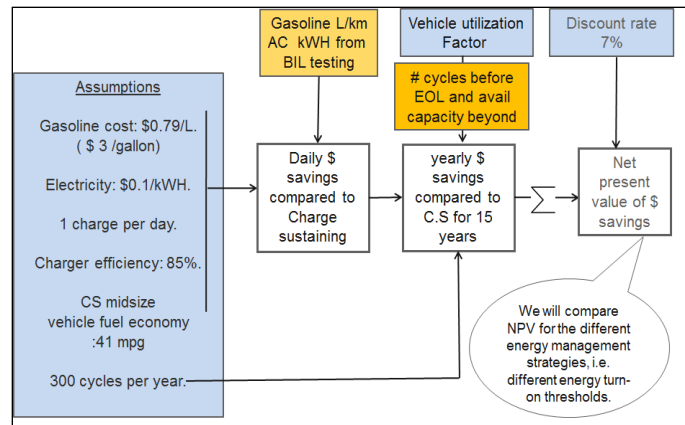 Assumptions
Gasoline cost: $0.79/L.
( $ 3 /gallon)
Electricity: $0.1/kWH.
1 charge per day.
Charger efficiency: 85%.
CS midsize
vehicle fuel economy
:41 mpg
300 cycles per year.
Gasoline L/km
AC kWH from
BIL testing
Daily $
savings
compared to
Charge
sustaining
Vehicle utilization
Factor
# cycles before
EOL and avail
capacity beyond
yearly $
savings
compared to
C.S for 15
years
∑
Discount rate
7%
Net
present
value of $
savings
We will compare
NPV for the different
energy management
strategies, i.e.
different energy turn-
on thresholds.